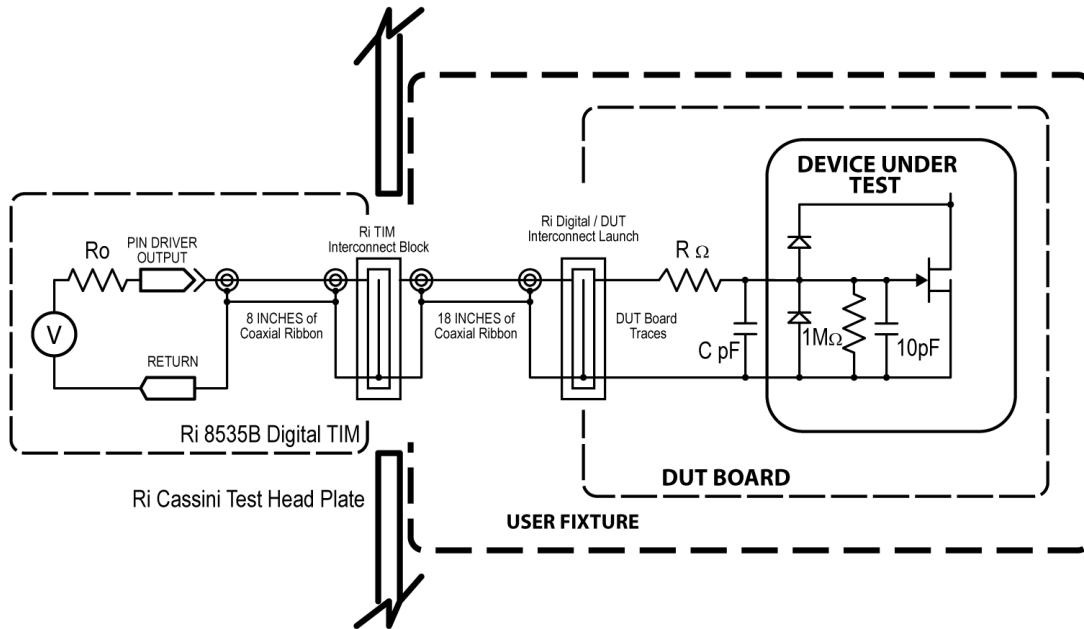 DEVICE UNDER
TEST
Ri TIM
Interconnect Block
Ri Digital / DUT
Interconnect Launch
Ro
PIN DRIVER
OUTPUT
R Ω
V
8 INCHES of
Coaxial Ribbon
18 INCHES of
Coaxial Ribbon
DUT Board
Traces
C pF
1MΩ
10pF
RETURN
Ri 8535B Digital TIM
DUT BOARD
Ri Cassini Test Head Plate
USER FIXTURE